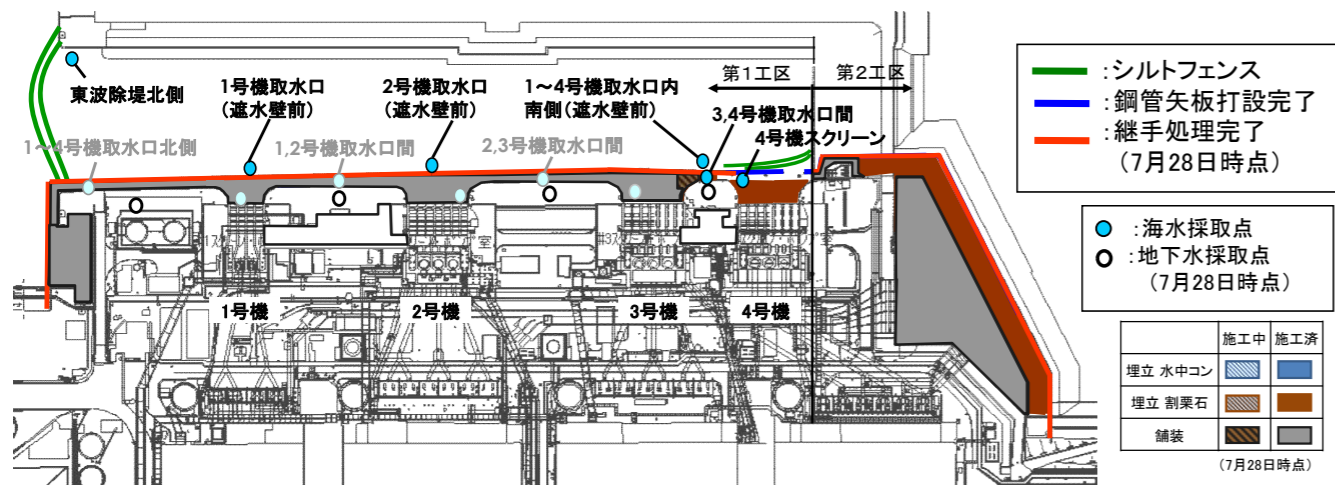 東波除堤北側
1号機取水口
(遮水壁前)
2号機取水口
(遮水壁前)
1～4号機取水口内
南側(遮水壁前)
第1工区
第2工区
3,4号機取水口間
4号機スクリーン
1～4号機取水口北側
1,2号機取水口間
2,3号機取水口間
1号機
2号機
3号機
4号機
:シルトフェンス
:鋼管矢板打設完了
:継手処理完了
(7月28日時点)
:海水採取点
:地下水採取点
(7月28日時点)
施工中 施工済
埋立 水中コン
埋立 割栗石
舗装
(7月28日時点)